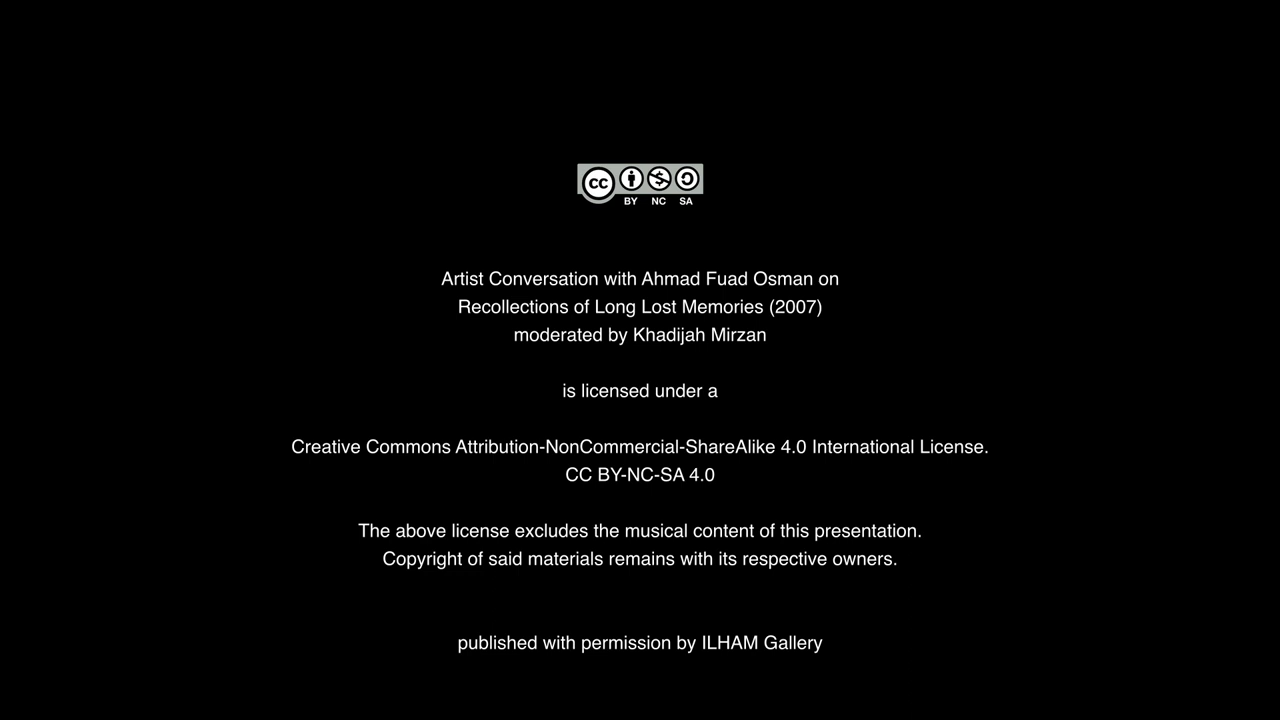 cc
BY NC SA
Artist Conversation with Ahmad Fuad Osman on
Recollections of Long Lost Memories (2007)
moderated by Khadijah Mirzan
is licensed under a
Creative Commons Attribution-NonCommercial-ShareAlike 4.0 International License.
CC BY-NC-SA 4.0
The above license excludes the musical content of this presentation.
Copyright of said materials remains with its respective owners.
published with permission by ILHAM Gallery